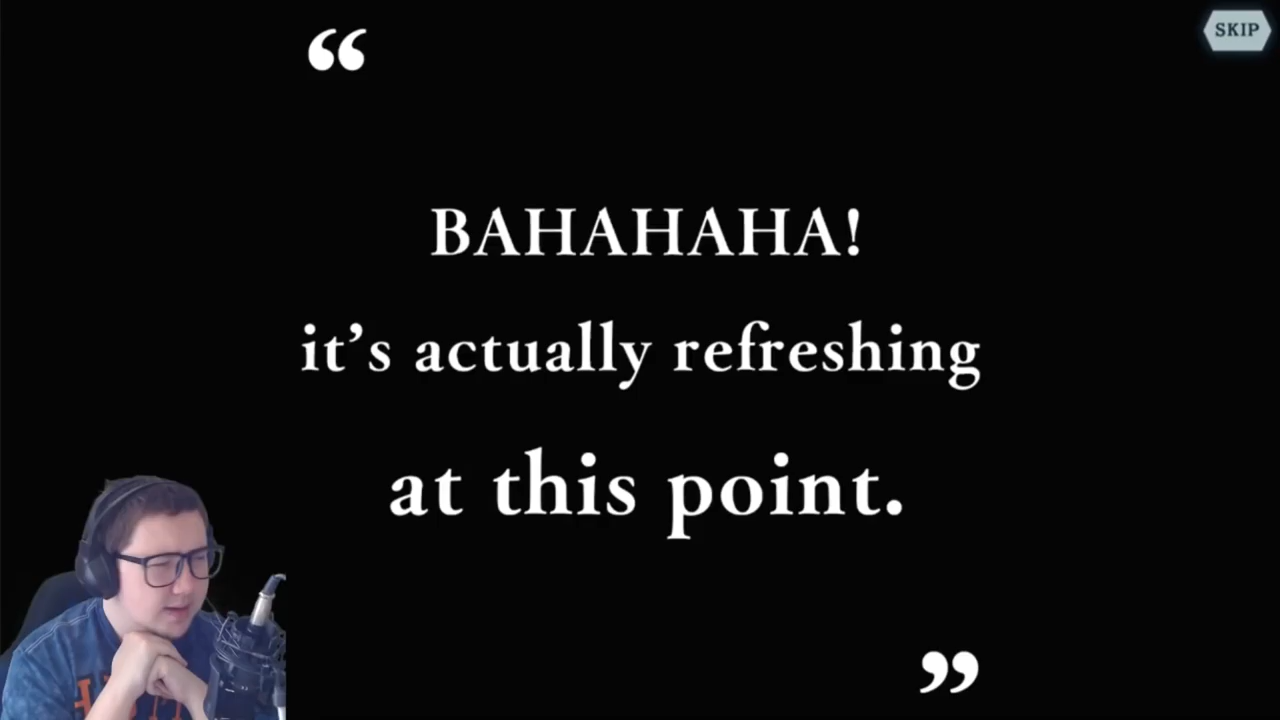 SKIP
“
BAHAHAHA!
it’s actually refreshing
at this point.
”